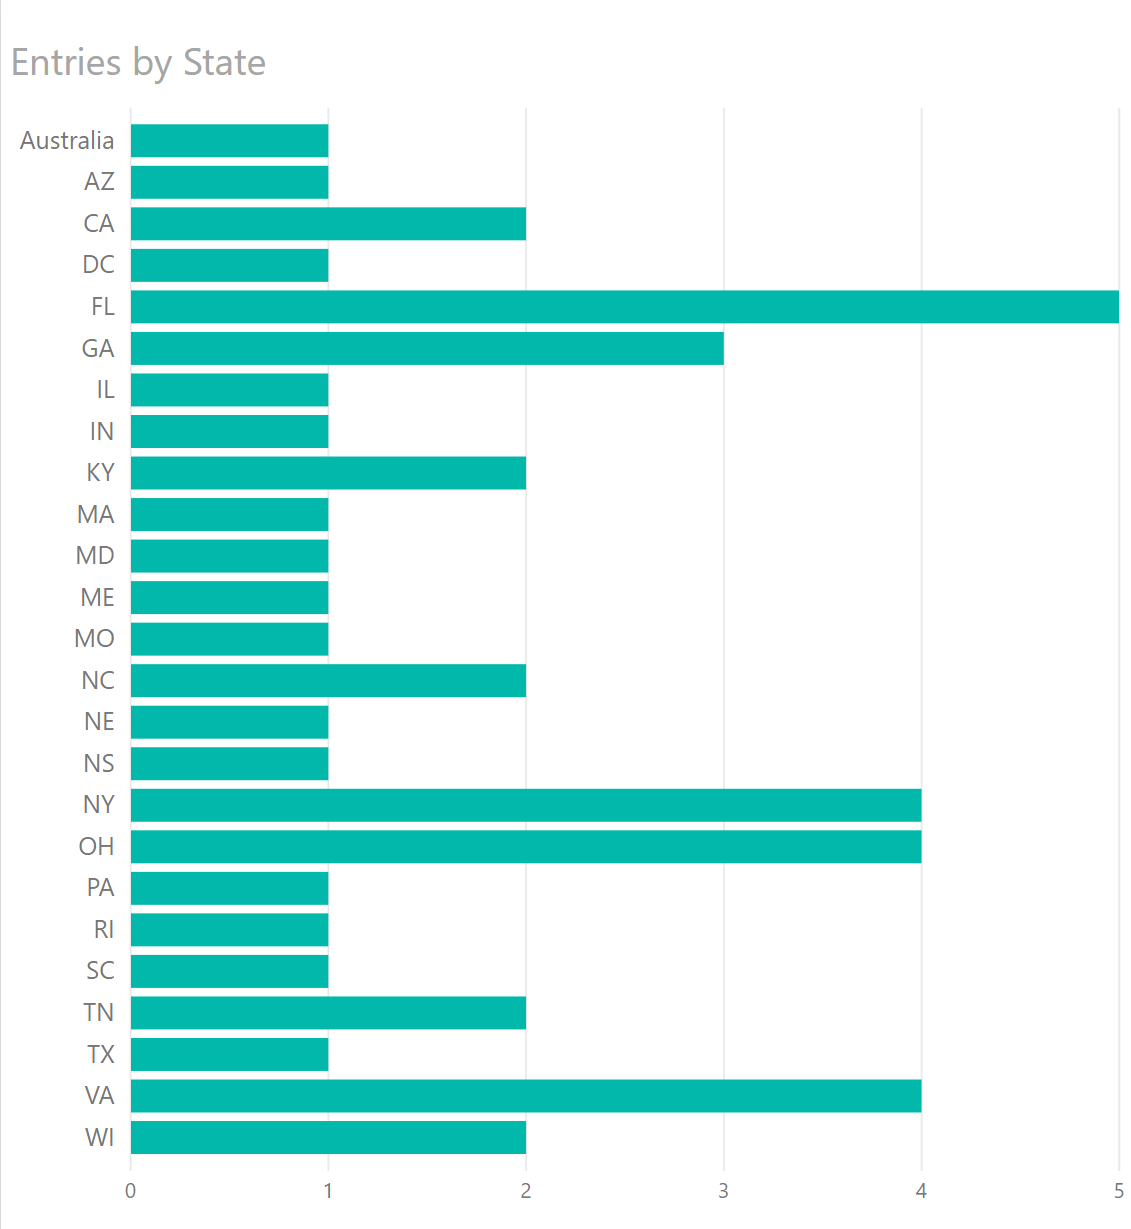 Entries by State
Australia
AZ
CA
DC
FL
GA
IL
IN
KY
MA
MD
ME
MO
NC
NE
NS
NY
OH
PA
RI
SC
TN
TX
VA
WI
0 1 2 3 4 5